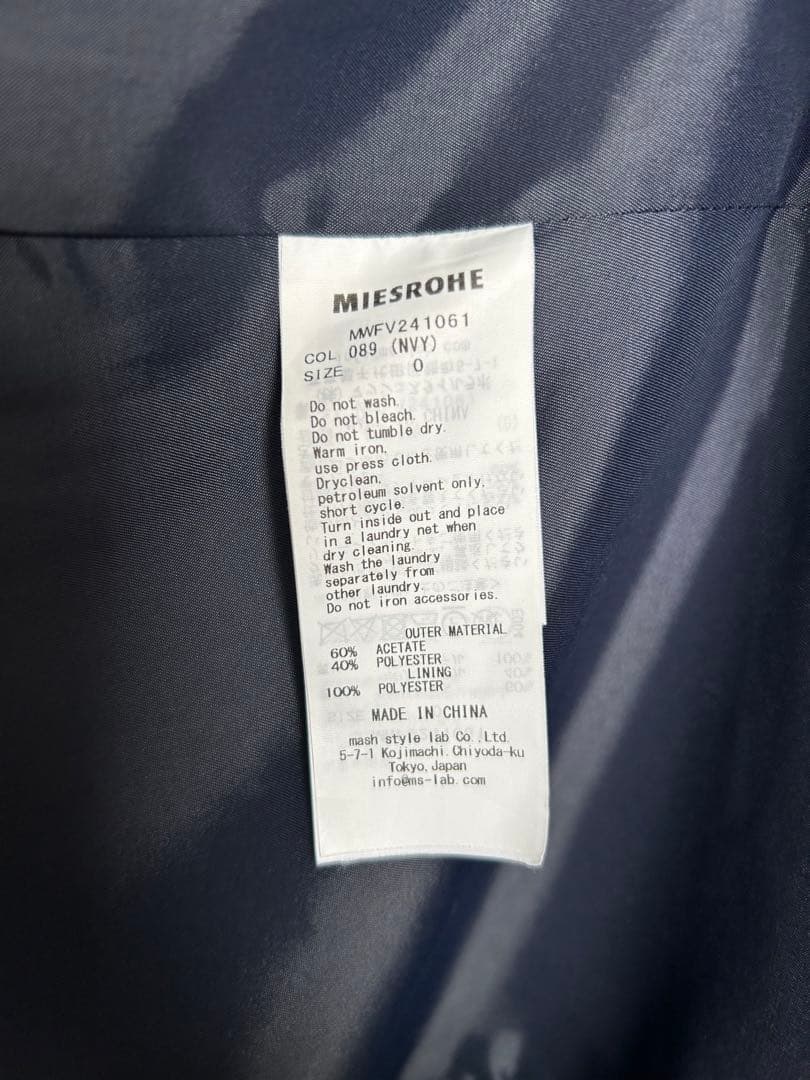 MIESROHE
MWFV241061
COL 089 (NVY)
SIZE 0
Do not wash.
Do not bleach.
Do not tumble dry.
Warm iron.
use press cloth.
Dryclean.
petroleum solvent only,
short cycle.
Turn inside out and place
in a laundry net when
dry cleaning.
Wash the laundry
separately from
other laundry.
Do not iron accessories.
OUTER MATERIAL
60% ACETATE
40% POLYESTER
LINING
100% POLYESTER
MADE IN CHINA
mash style lab Co.,Ltd.
5-7-1 Kojimachi. Chiyoda-ku
Tokyo, Japan
info@ms-lab.com